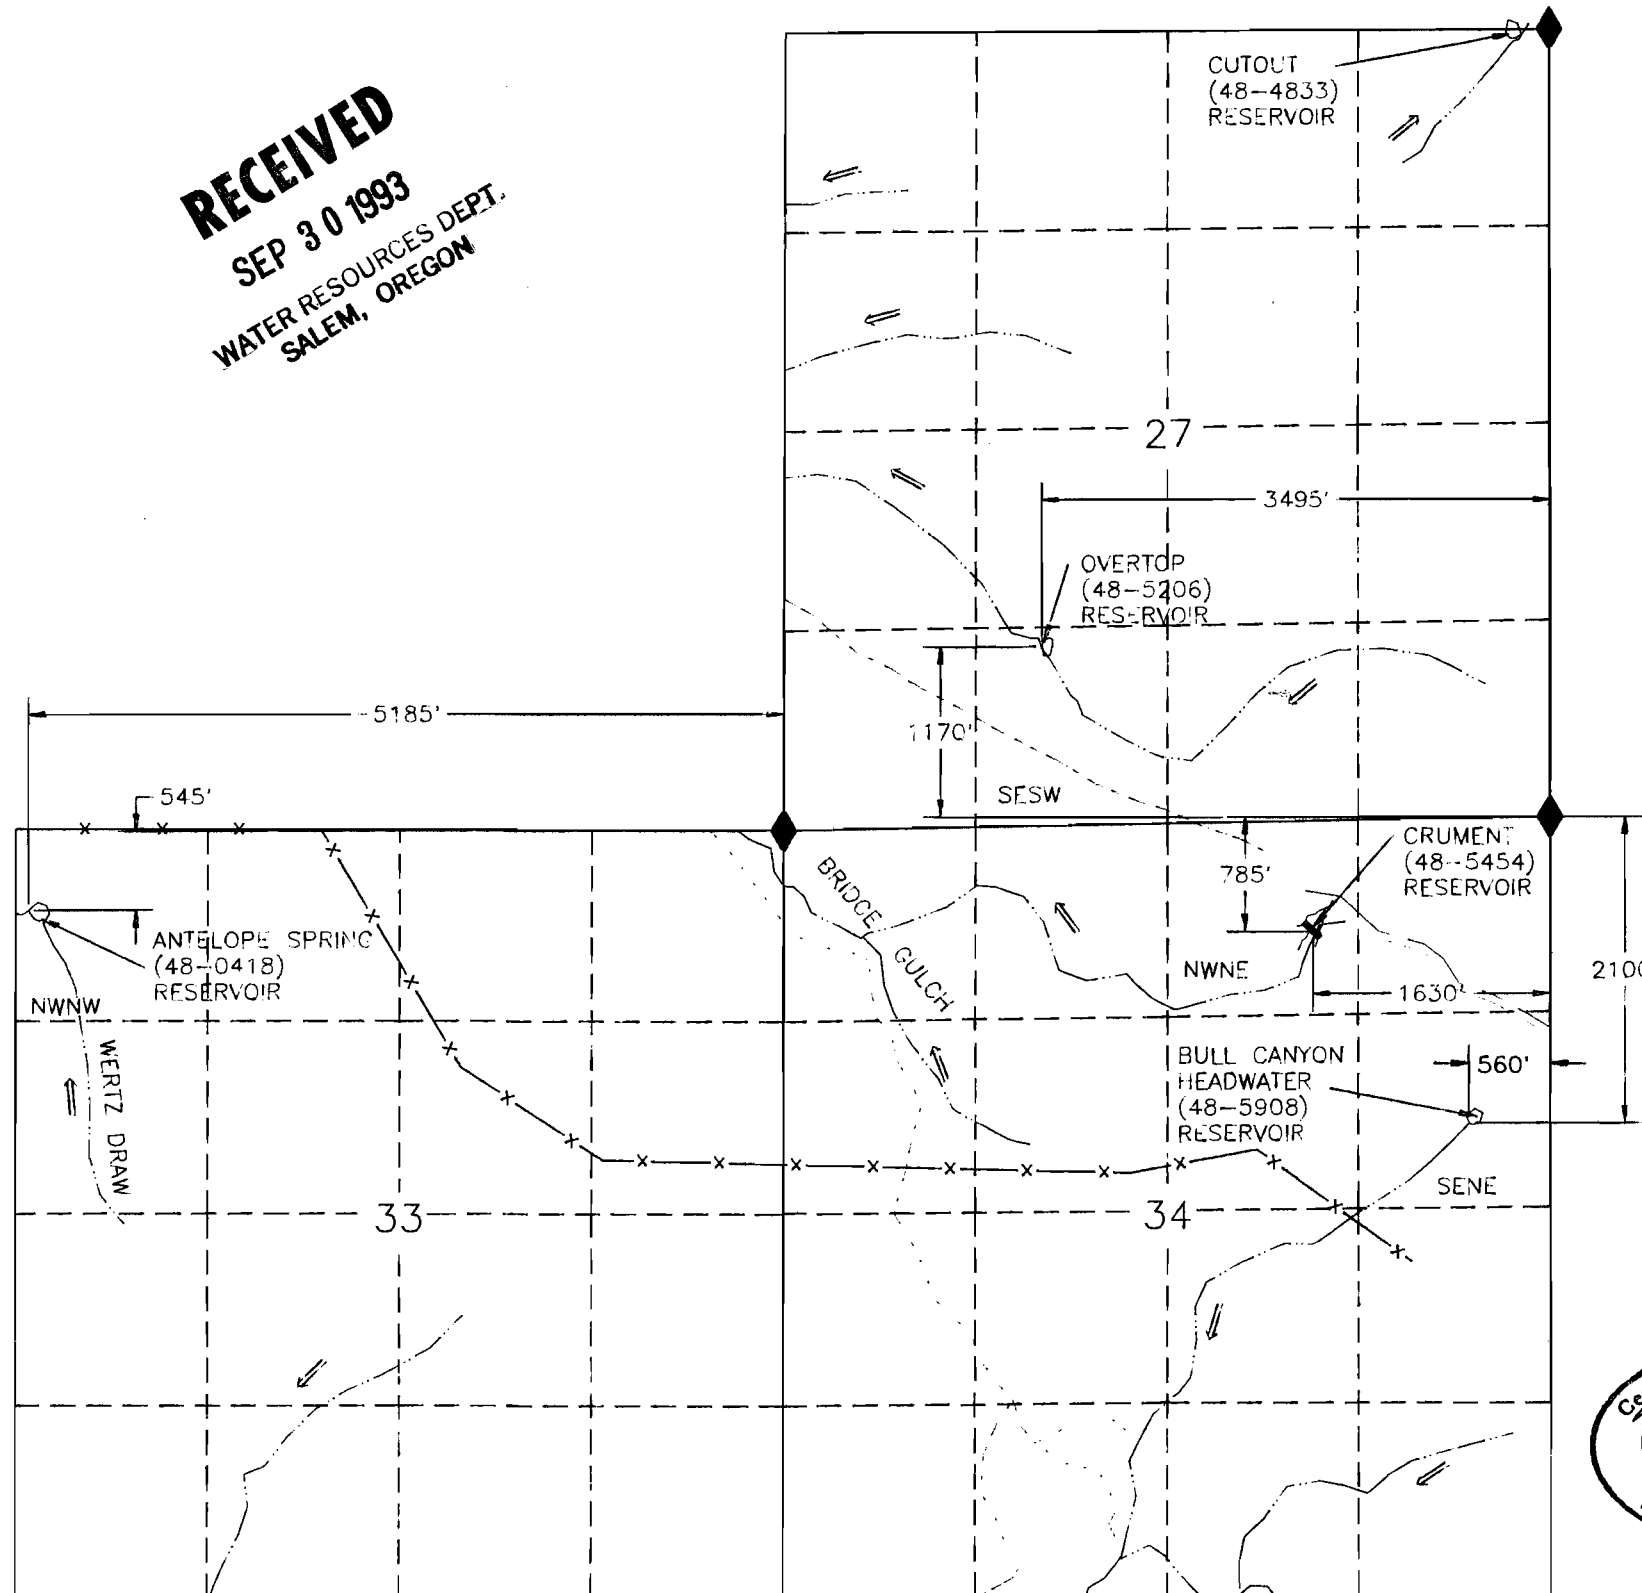 RECEIVED
SEP 30 1993
WATER RESOURCES DEPT.
SALEM, OREGON
CUTOUT
(48-4833)
RESERVOIR
27
3495'
OVERTOP
(48-5206)
RESERVOIR
5185'
1170'
545'
SESW
CRUMENT
(48-5454)
RESERVOIR
785'
BRIDGE GULCH
ANTELOPE SPRING
(48-0418)
RESERVOIR
NWNW
NWNE
1630'
2100
WERTZ DRAW
BULL CANYON
HEADWATER
(48-5908)
RESERVOIR
560'
SENE
33
34